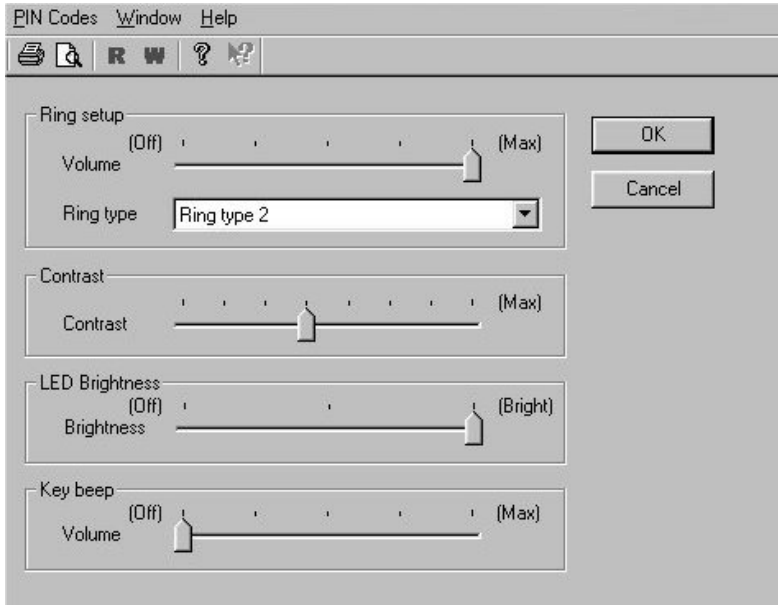 PIN Codes Window Help
R W ? ?
Ring setup
(Off) (Max)
Volume
Ring type Ring type 2
OK
Cancel
Contrast
(Max)
Contrast
LED Brightness
(Off) (Bright)
Brightness
Key beep
(Off) (Max)
Volume